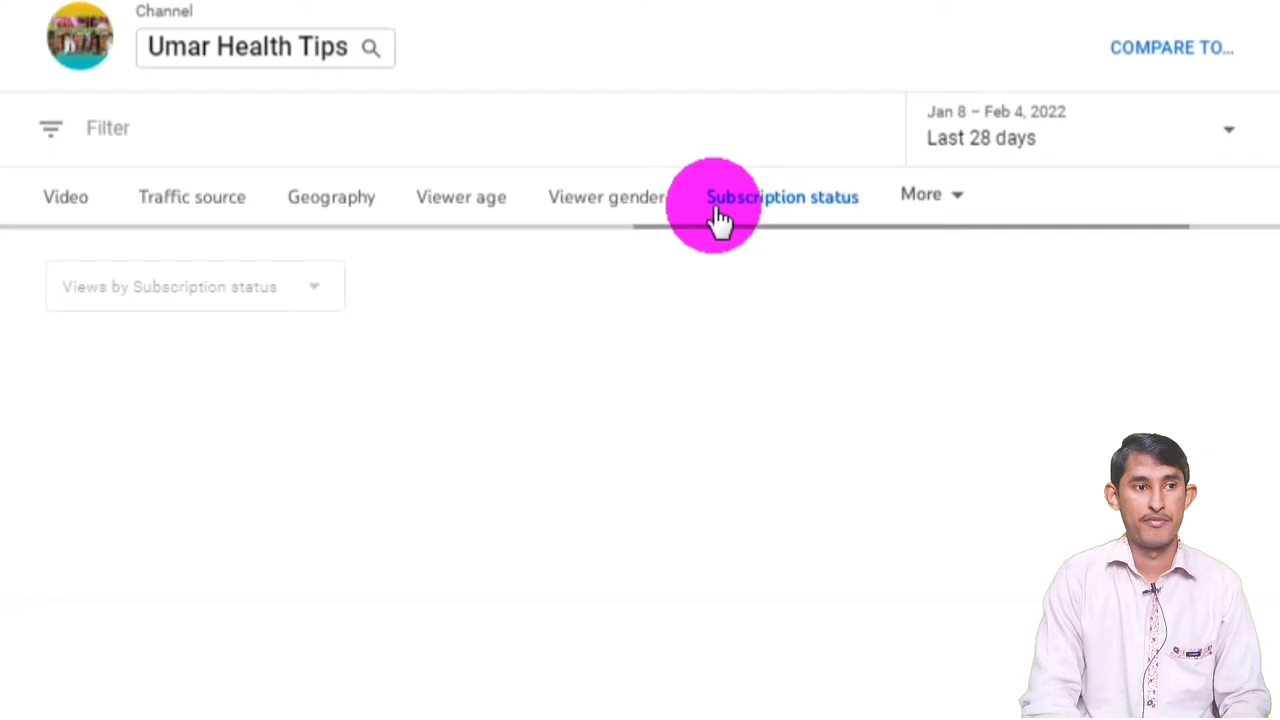 Channel
Umar Health Tips
COMPARE TO...
Filter
Jan 8 – Feb 4, 2022
Last 28 days
Video Traffic source Geography Viewer age Viewer gender Subscription status More
Views by Subscription status